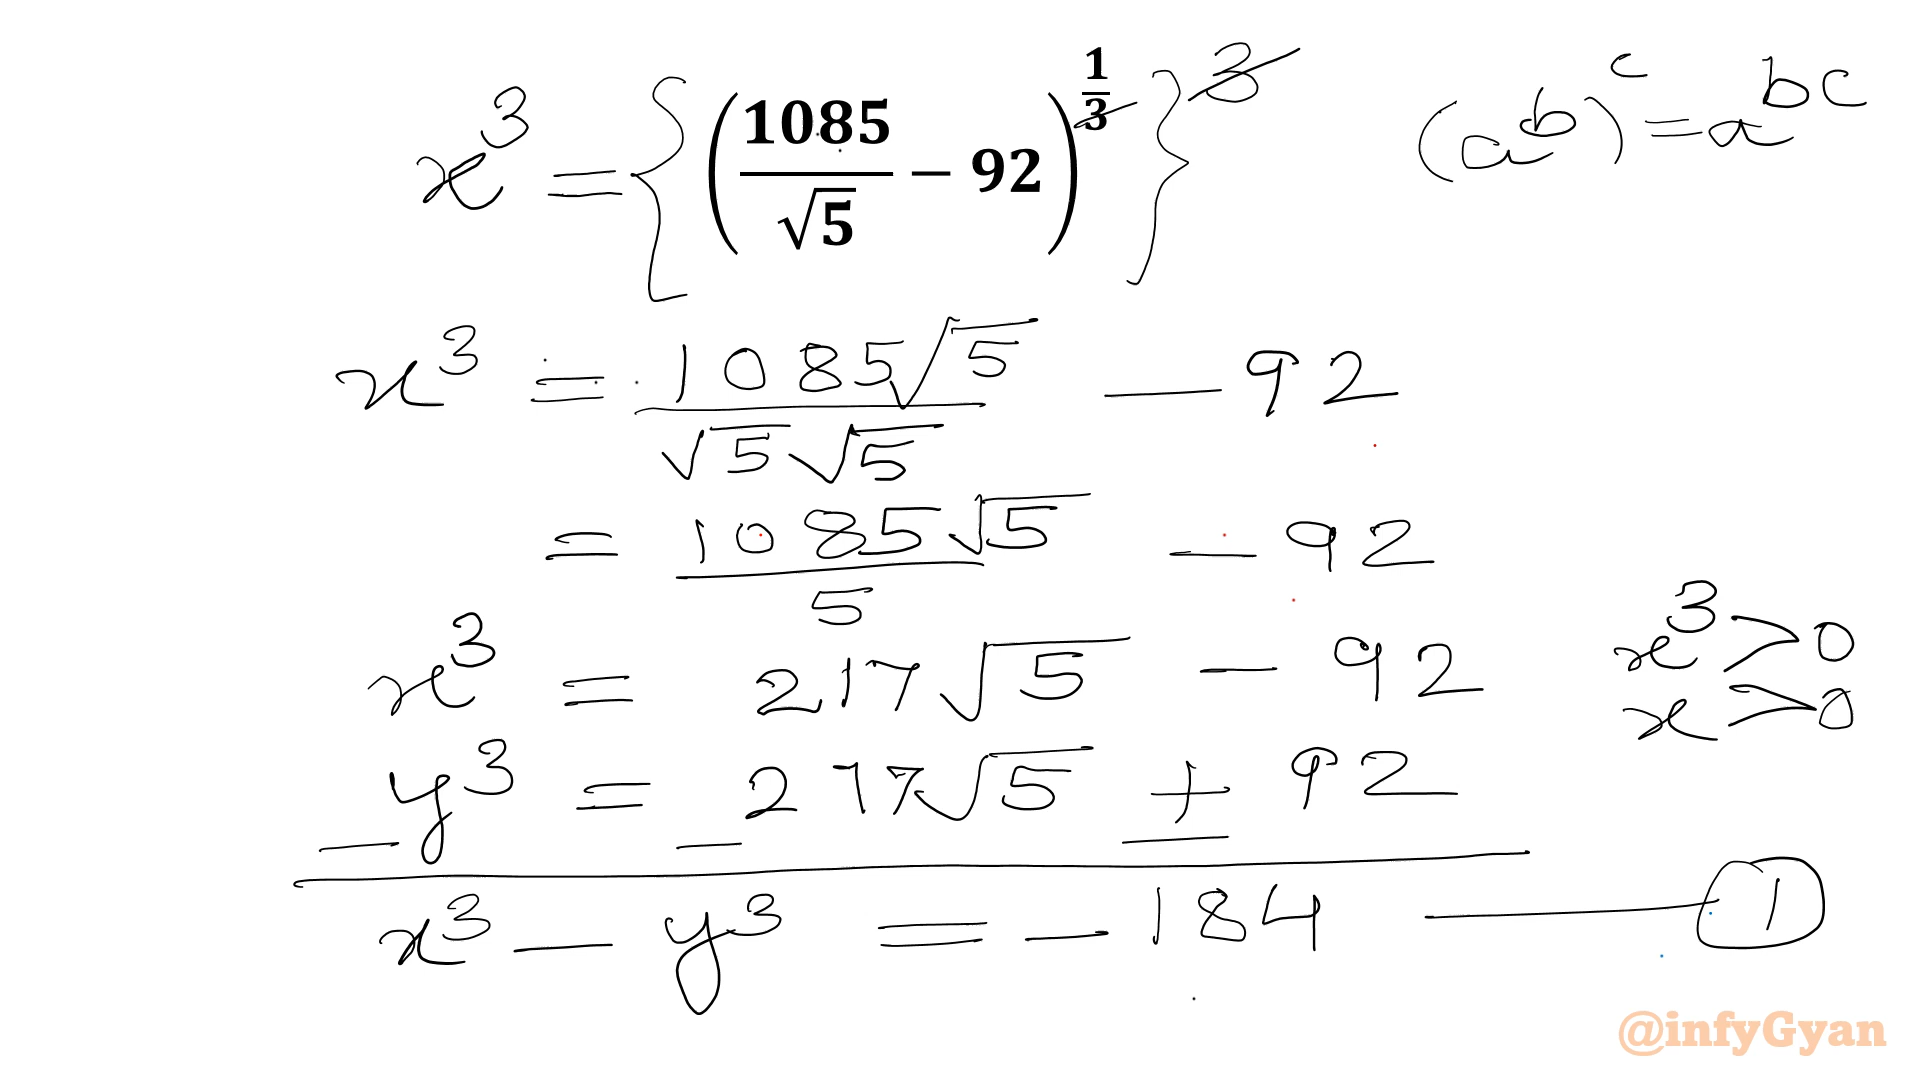 x³ = {(1085/√5 − 92)^(1/3)}³
(a^b)^c = a^(bc)
x³ = 1085√5/(√5√5) − 92
= 1085√5/5 − 92
x³ = 217√5 − 92
x³ > 0
x > 0
y³ = 217√5 + 92
− − −
x³ − y³ = −184 — ①
@infyGyan